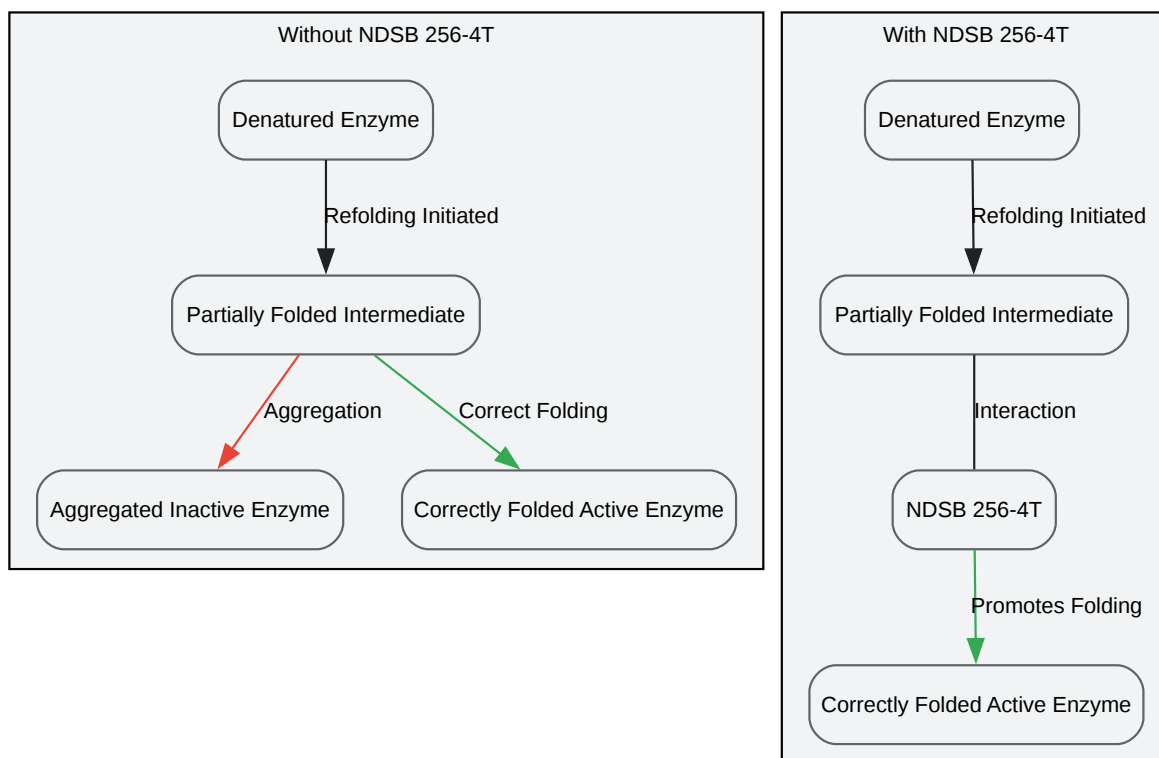 Without NDSB 256-4T
Denatured Enzyme
Refolding Initiated
Partially Folded Intermediate
Aggregation
Correct Folding
Aggregated Inactive Enzyme
Correctly Folded Active Enzyme
With NDSB 256-4T
Denatured Enzyme
Refolding Initiated
Partially Folded Intermediate
Interaction
NDSB 256-4T
Promotes Folding
Correctly Folded Active Enzyme